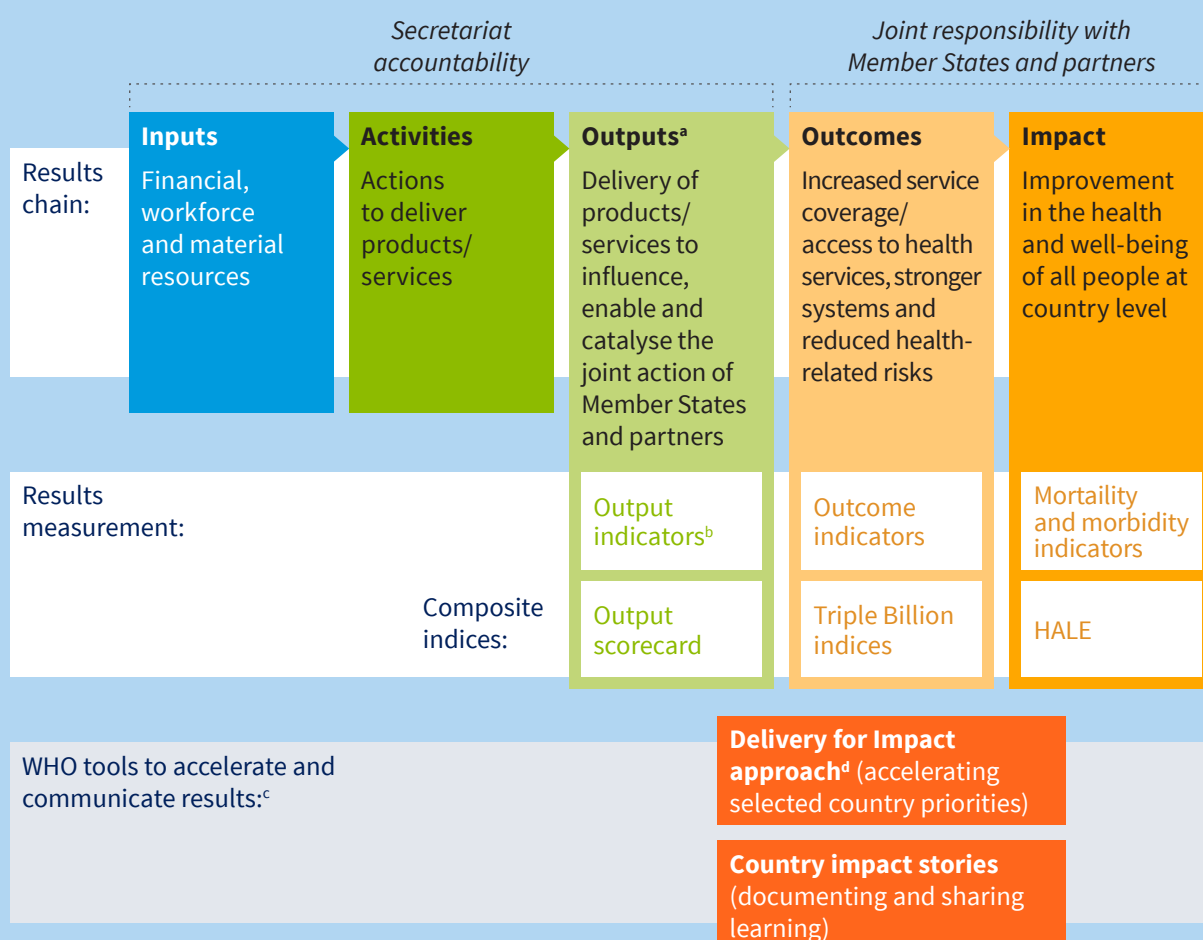 Secretariat
accountability
Joint responsibility with
Member States and partners
Results
chain:
Inputs
Financial,
workforce
and material
resources
Activities
Actions
to deliver
products/
services
Outputsᵃ
Delivery of
products/
services to
influence,
enable and
catalyse the
joint action of
Member States
and partners
Outcomes
Increased service
coverage/
access to health
services, stronger
systems and
reduced health-
related risks
Impact
Improvement
in the health
and well-being
of all people at
country level
Results
measurement:
Output
indicatorsᵇ
Outcome
indicators
Mortaility
and morbidity
indicators
Composite
indices:
Output
scorecard
Triple Billion
indices
HALE
WHO tools to accelerate and
communicate results:ᶜ
Delivery for Impact
approachᵈ (accelerating
selected country priorities)
Country impact stories
(documenting and sharing
learning)